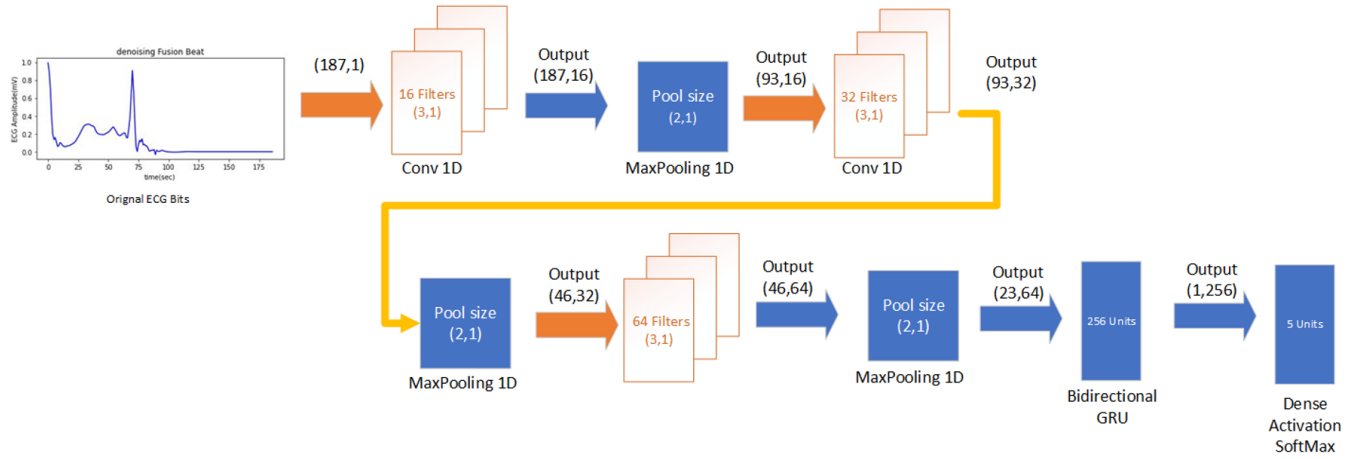 denoising Fusion Beat
1.0
0.8
0.6
0.4
0.2
0.0
ECG Amplitude(mV)
0 25 50 75 100 125 150 175
time(sec)
Orignal ECG Bits
(187,1)
16 Filters
(3,1)
Conv 1D
Output
(187,16)
Pool size
(2,1)
MaxPooling 1D
Output
(93,16)
32 Filters
(3,1)
Conv 1D
Output
(93,32)
Pool size
(2,1)
MaxPooling 1D
Output
(46,32)
64 Filters
(3,1)
Output
(46,64)
Pool size
(2,1)
MaxPooling 1D
Output
(23,64)
256 Units
Bidirectional
GRU
Output
(1,256)
5 Units
Dense
Activation
SoftMax